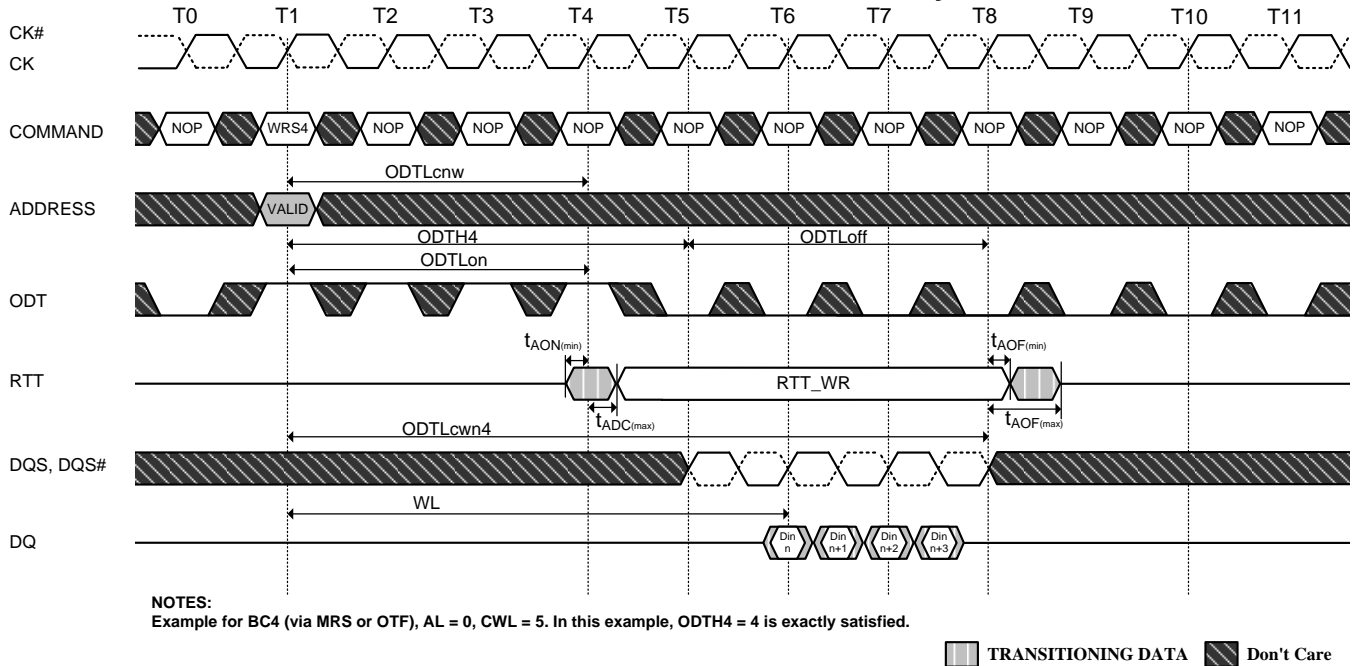 T0 T1 T2 T3 T4 T5 T6 T7 T8 T9 T10 T11
CK#
CK
COMMAND NOP WRS4 NOP NOP NOP NOP NOP NOP NOP NOP NOP NOP
ODTLcnw
ADDRESS VALID
ODTH4 ODTLoff
ODTLon
ODT
tAON(min) tAOF(min)
RTT RTT_WR
tADC(max) tAOF(max)
ODTLcwn4
DQS, DQS#
WL
DQ Din n Din n+1 Din n+2 Din n+3
NOTES:
Example for BC4 (via MRS or OTF), AL = 0, CWL = 5. In this example, ODTH4 = 4 is exactly satisfied.
TRANSITIONING DATA Don't Care